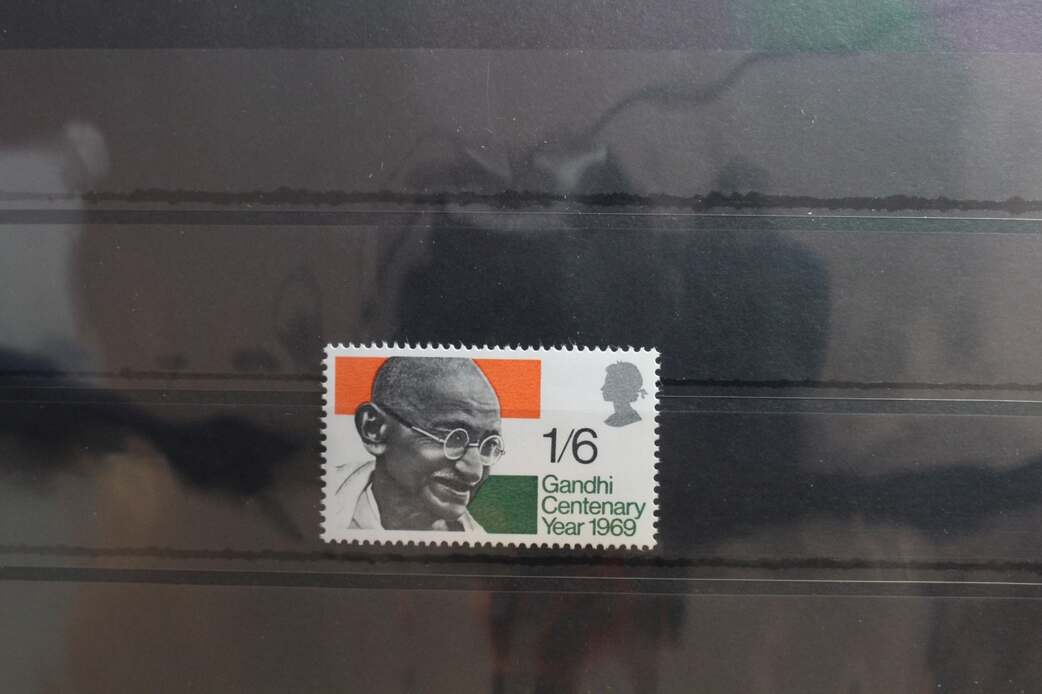 1/6
Gandhi
Centenary
Year 1969